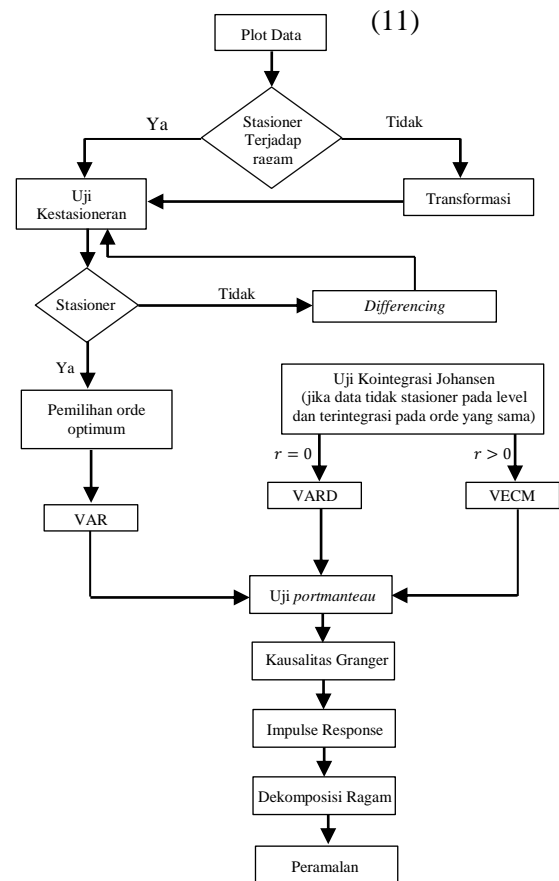 (11)
Plot Data
Stasioner
Terjadap
ragam
Ya
Tidak
Uji
Kestasioneran
Transformasi
Stasioner
Tidak
Differencing
Ya
Pemilihan orde
optimum
Uji Kointegrasi Johansen
(jika data tidak stasioner pada level
dan terintegrasi pada orde yang sama)
r = 0
r > 0
VAR
VARD
VECM
Uji portmanteau
Kausalitas Granger
Impulse Response
Dekomposisi Ragam
Peramalan